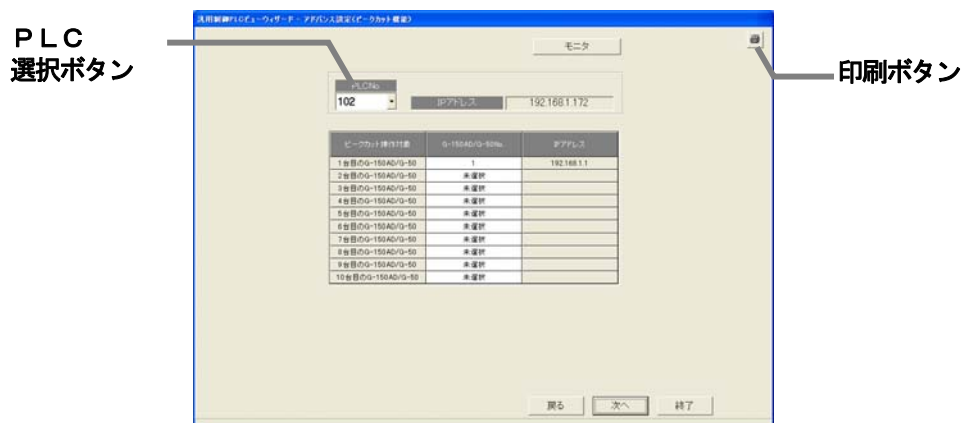 汎用制御PLCビューウィザード - アドバンス設定(ピークカット機能)
PLC
選択ボタン
モニタ
印刷ボタン
PLCNo.
102
IPアドレス
192.168.1.172
ピークカット操作対象 G-150AD/G-50No. IPアドレス
1台目のG-150AD/G-50 1 192.168.1.1
2台目のG-150AD/G-50 未選択
3台目のG-150AD/G-50 未選択
4台目のG-150AD/G-50 未選択
5台目のG-150AD/G-50 未選択
6台目のG-150AD/G-50 未選択
7台目のG-150AD/G-50 未選択
8台目のG-150AD/G-50 未選択
9台目のG-150AD/G-50 未選択
10台目のG-150AD/G-50 未選択
戻る 次へ 終了